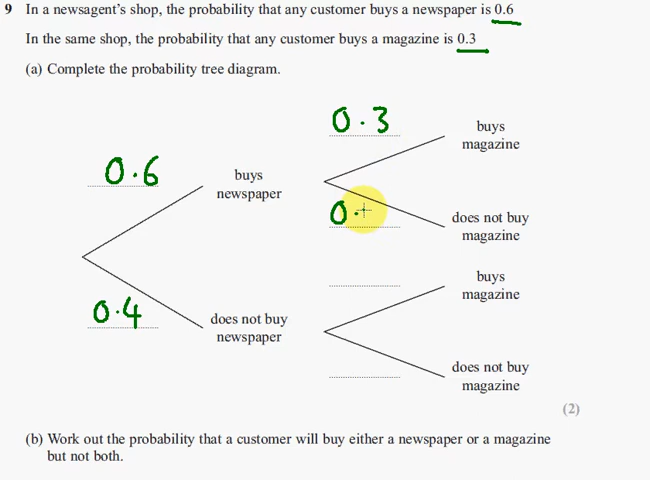 9 In a newsagent's shop, the probability that any customer buys a newspaper is 0.6
In the same shop, the probability that any customer buys a magazine is 0.3
(a) Complete the probability tree diagram.
0.3
buys
magazine
0.6
buys
newspaper
0.
does not buy
magazine
buys
magazine
0.4
does not buy
newspaper
does not buy
magazine
(2)
(b) Work out the probability that a customer will buy either a newspaper or a magazine
but not both.